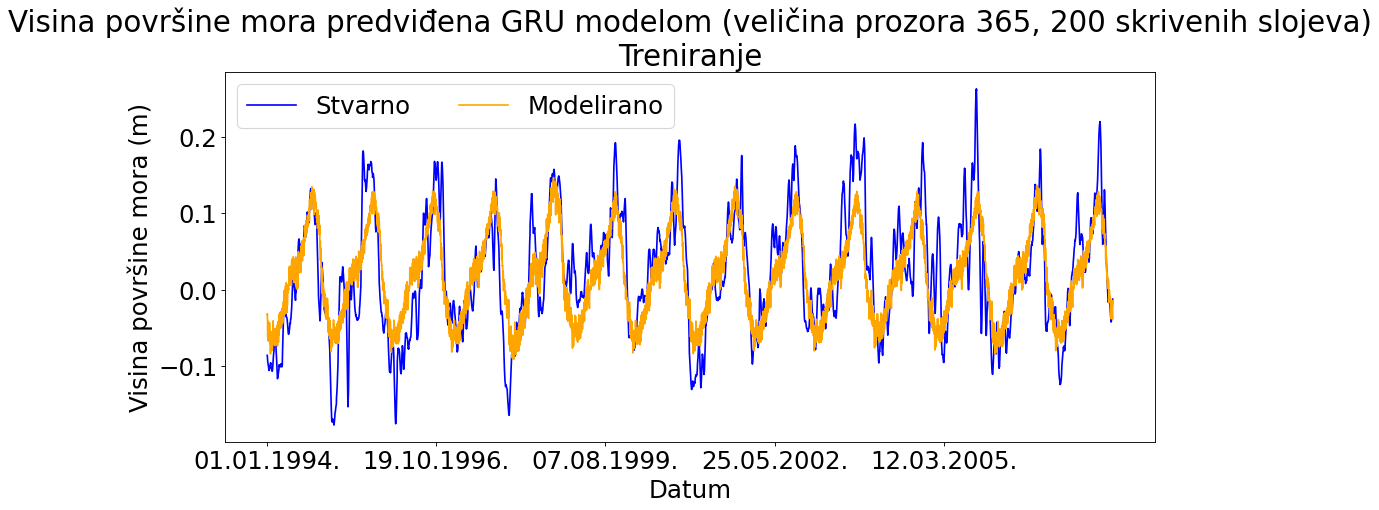 Visina površine mora predviđena GRU modelom (veličina prozora 365, 200 skrivenih slojeva)
Treniranje
Stvarno
Modelirano
Visina površine mora (m)
0.2
0.1
0.0
−0.1
01.01.1994.
19.10.1996.
07.08.1999.
25.05.2002.
12.03.2005.
Datum